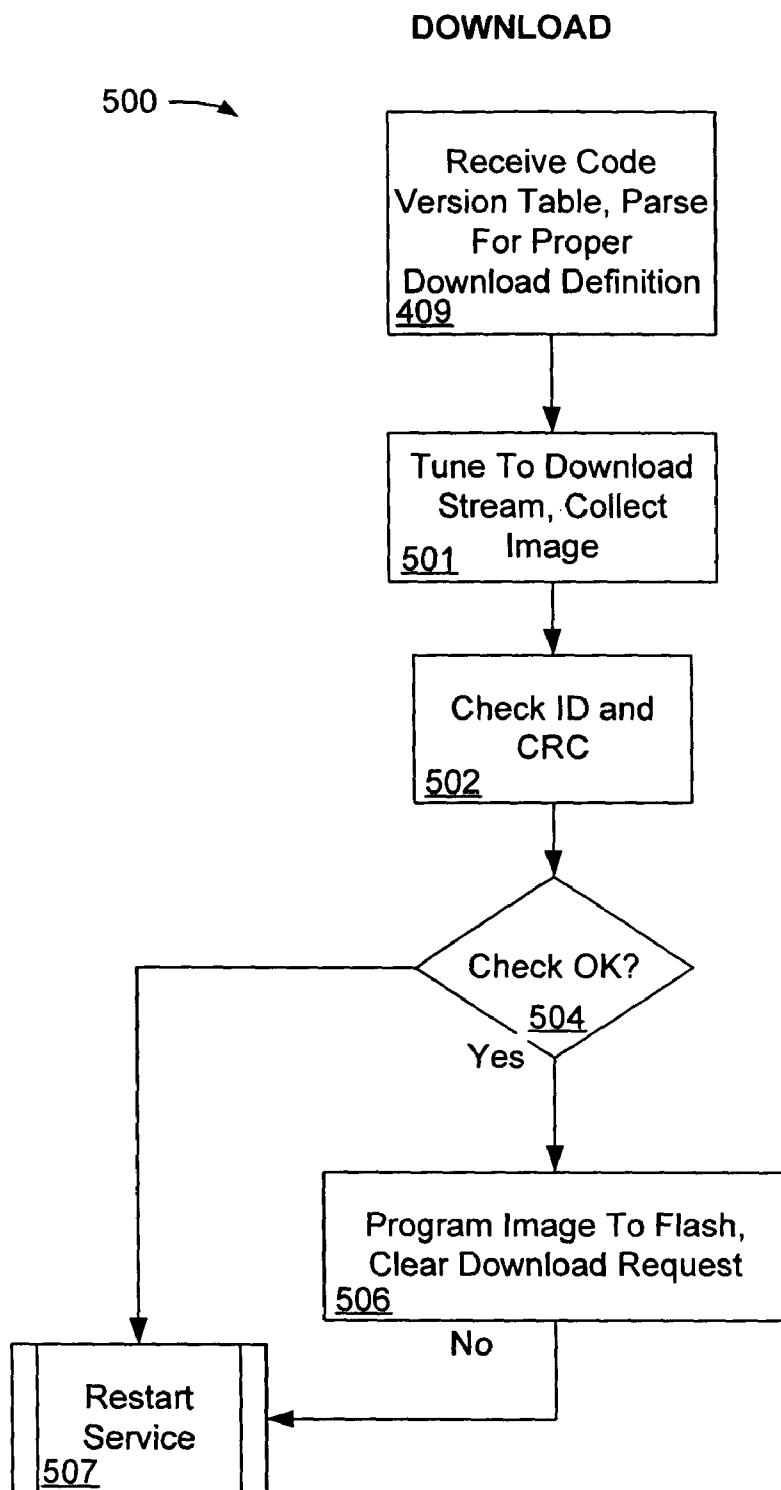 DOWNLOAD
500
Receive Code
Version Table, Parse
For Proper
Download Definition
409
Tune To Download
Stream, Collect
Image
501
Check ID and
CRC
502
Check OK?
504
Yes
Program Image To Flash,
Clear Download Request
506
No
Restart
Service
507